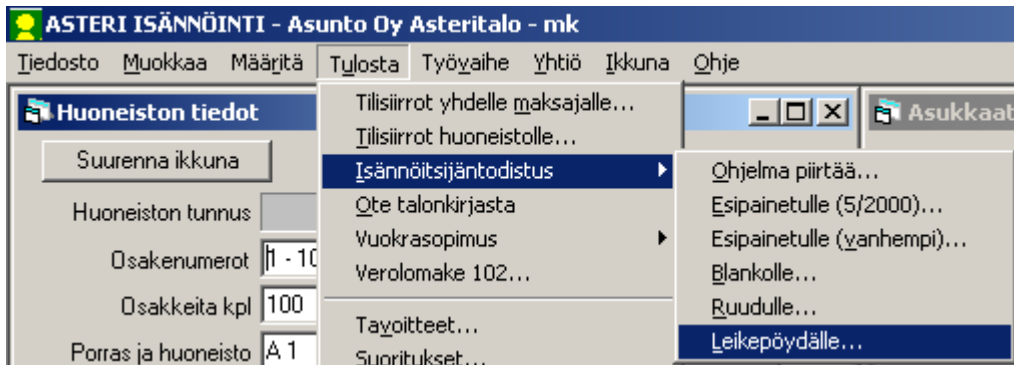 ASTERI ISÄNNÖINTI - Asunto Oy Asteritalo - mk
Tiedosto Muokkaa Määritä Tulosta Työvaihe Yhtiö Ikkuna Ohje
Huoneiston tiedot
Asukkaat
Suurenna ikkuna
Huoneiston tunnus
Osakenumerot 1 - 10
Osakkeita kpl 100
Porras ja huoneisto A 1
Tilisiirrot yhdelle maksajalle...
Tilisiirrot huoneistolle...
Isännöitsijäntodistus
Ote talonkirjasta
Vuokrasopimus
Verolomake 102...
Tavoitteet...
Suoritukset...
Ohjelma piirtää...
Esipainetulle (5/2000)...
Esipainetulle (vanhempi)...
Blankolle...
Ruudulle...
Leikepöydälle...